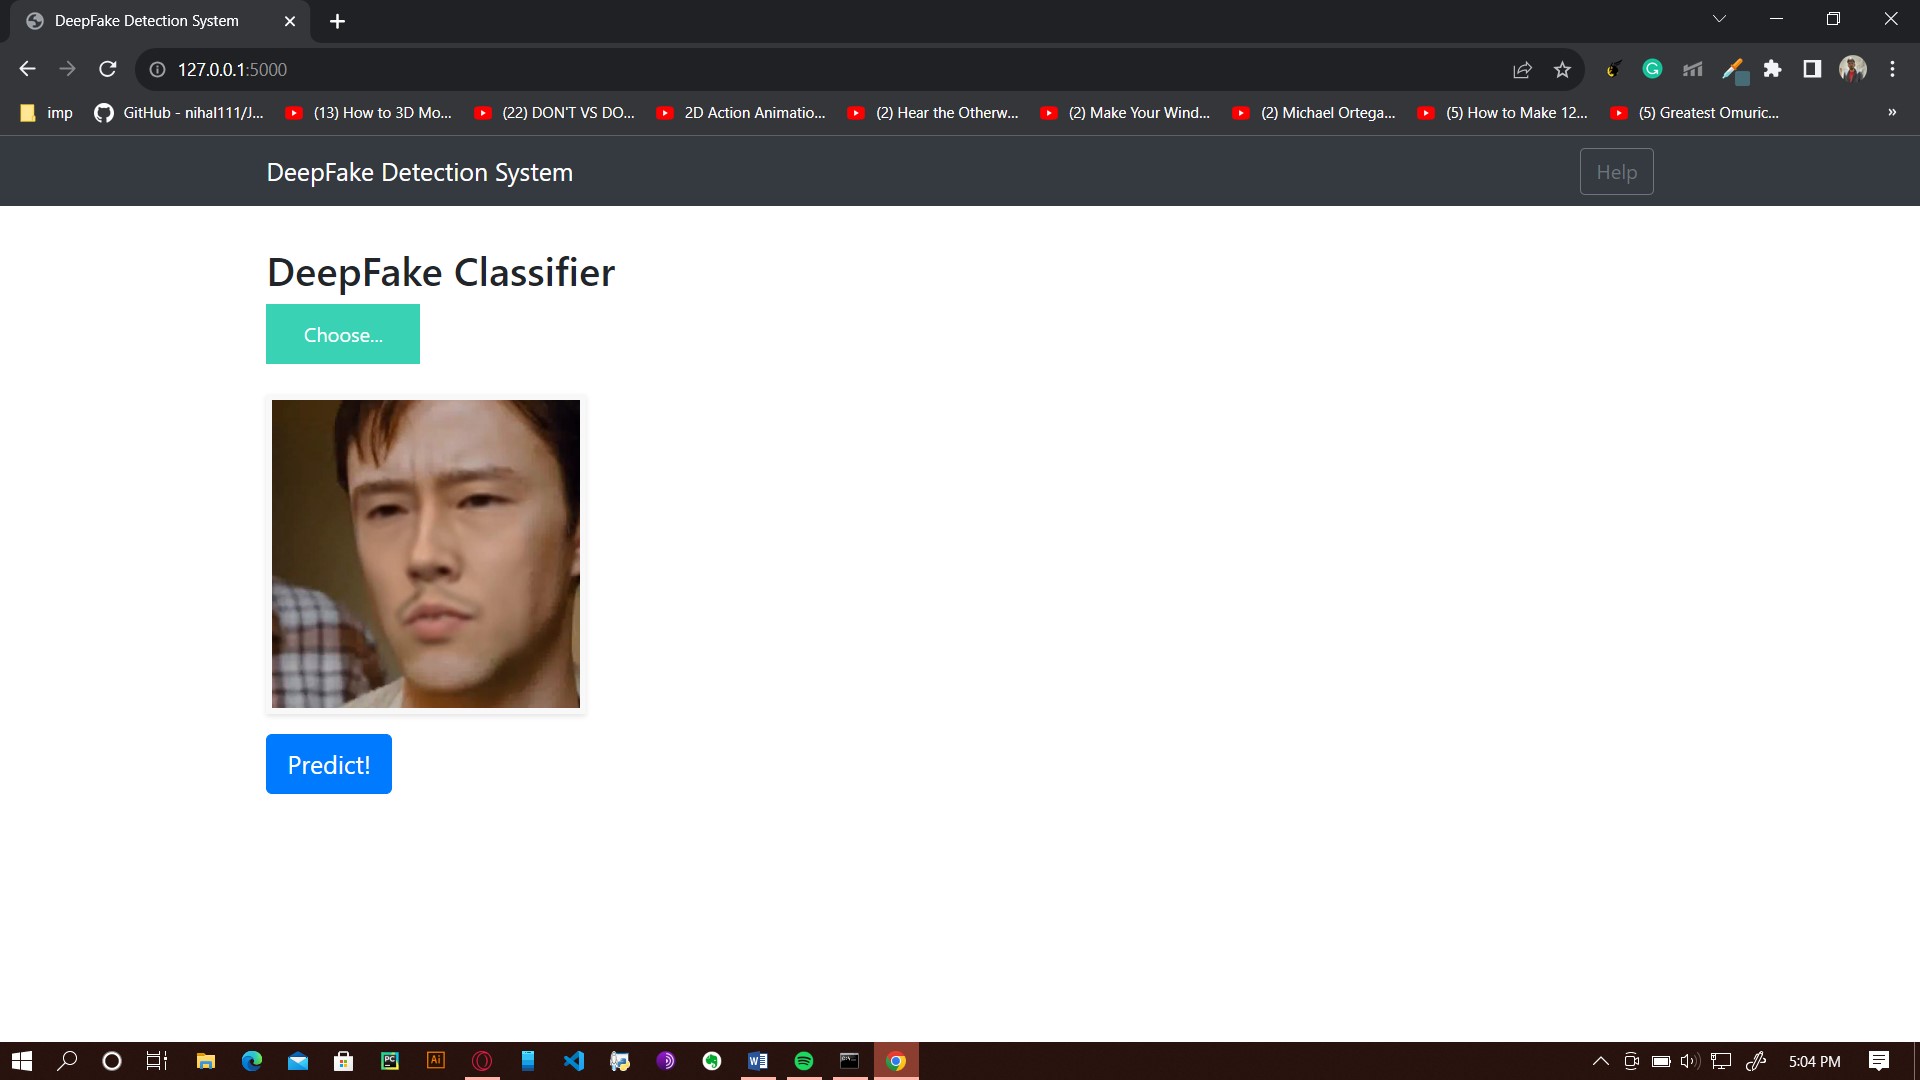 DeepFake Detection System
127.0.0.1:5000
imp
GitHub - nihal111/J...
(13) How to 3D Mo...
(22) DON'T VS DO...
2D Action Animatio...
(2) Hear the Otherw...
(2) Make Your Wind...
(2) Michael Ortega...
(5) How to Make 12...
(5) Greatest Omuric...
»
DeepFake Detection System
Help
DeepFake Classifier
Choose...
Predict!
5:04 PM